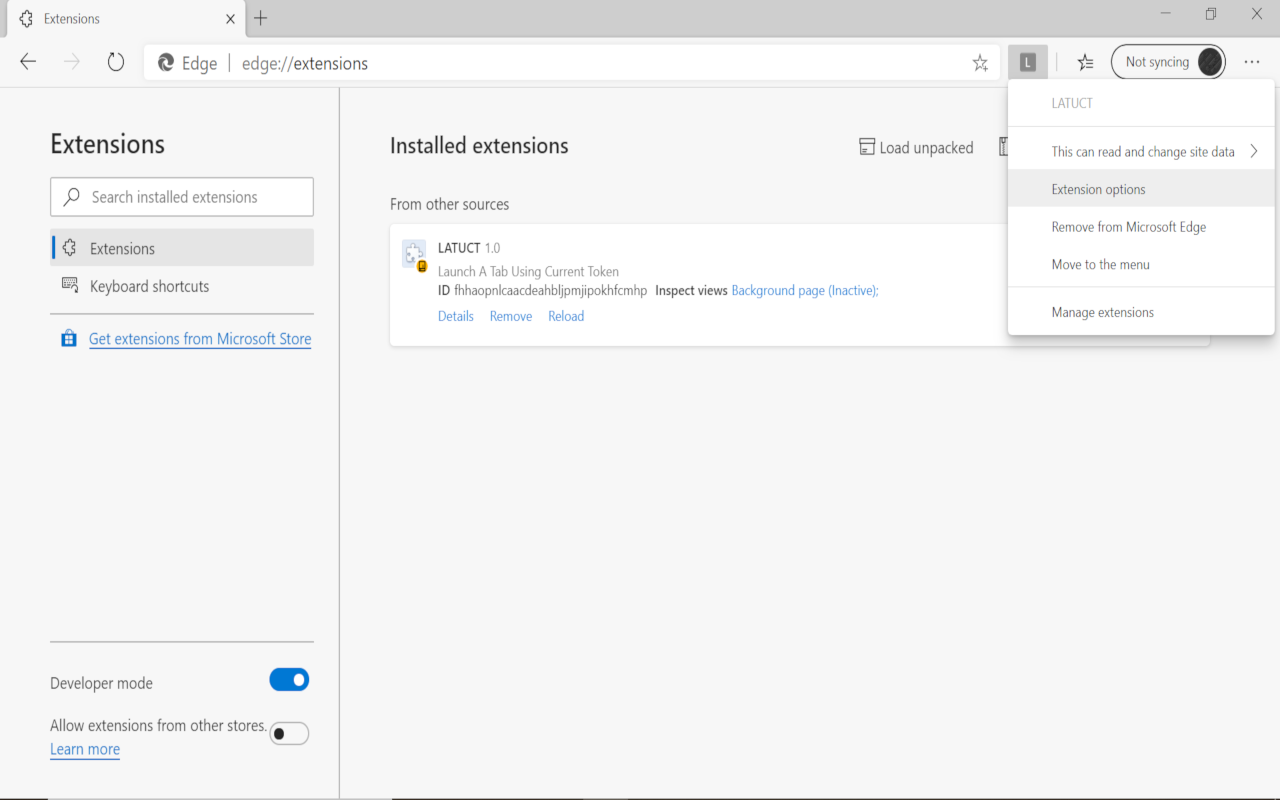 Extensions
Edge | edge://extensions
L
Not syncing
Extensions
Search installed extensions
Extensions
Keyboard shortcuts
Get extensions from Microsoft Store
Developer mode
Allow extensions from other stores.
Learn more
Installed extensions
Load unpacked
From other sources
LATUCT 1.0
Launch A Tab Using Current Token
ID fhhaopnlcaacdeahbljpmjipokhfcmhp Inspect views Background page (Inactive);
Details Remove Reload
LATUCT
This can read and change site data
Extension options
Remove from Microsoft Edge
Move to the menu
Manage extensions